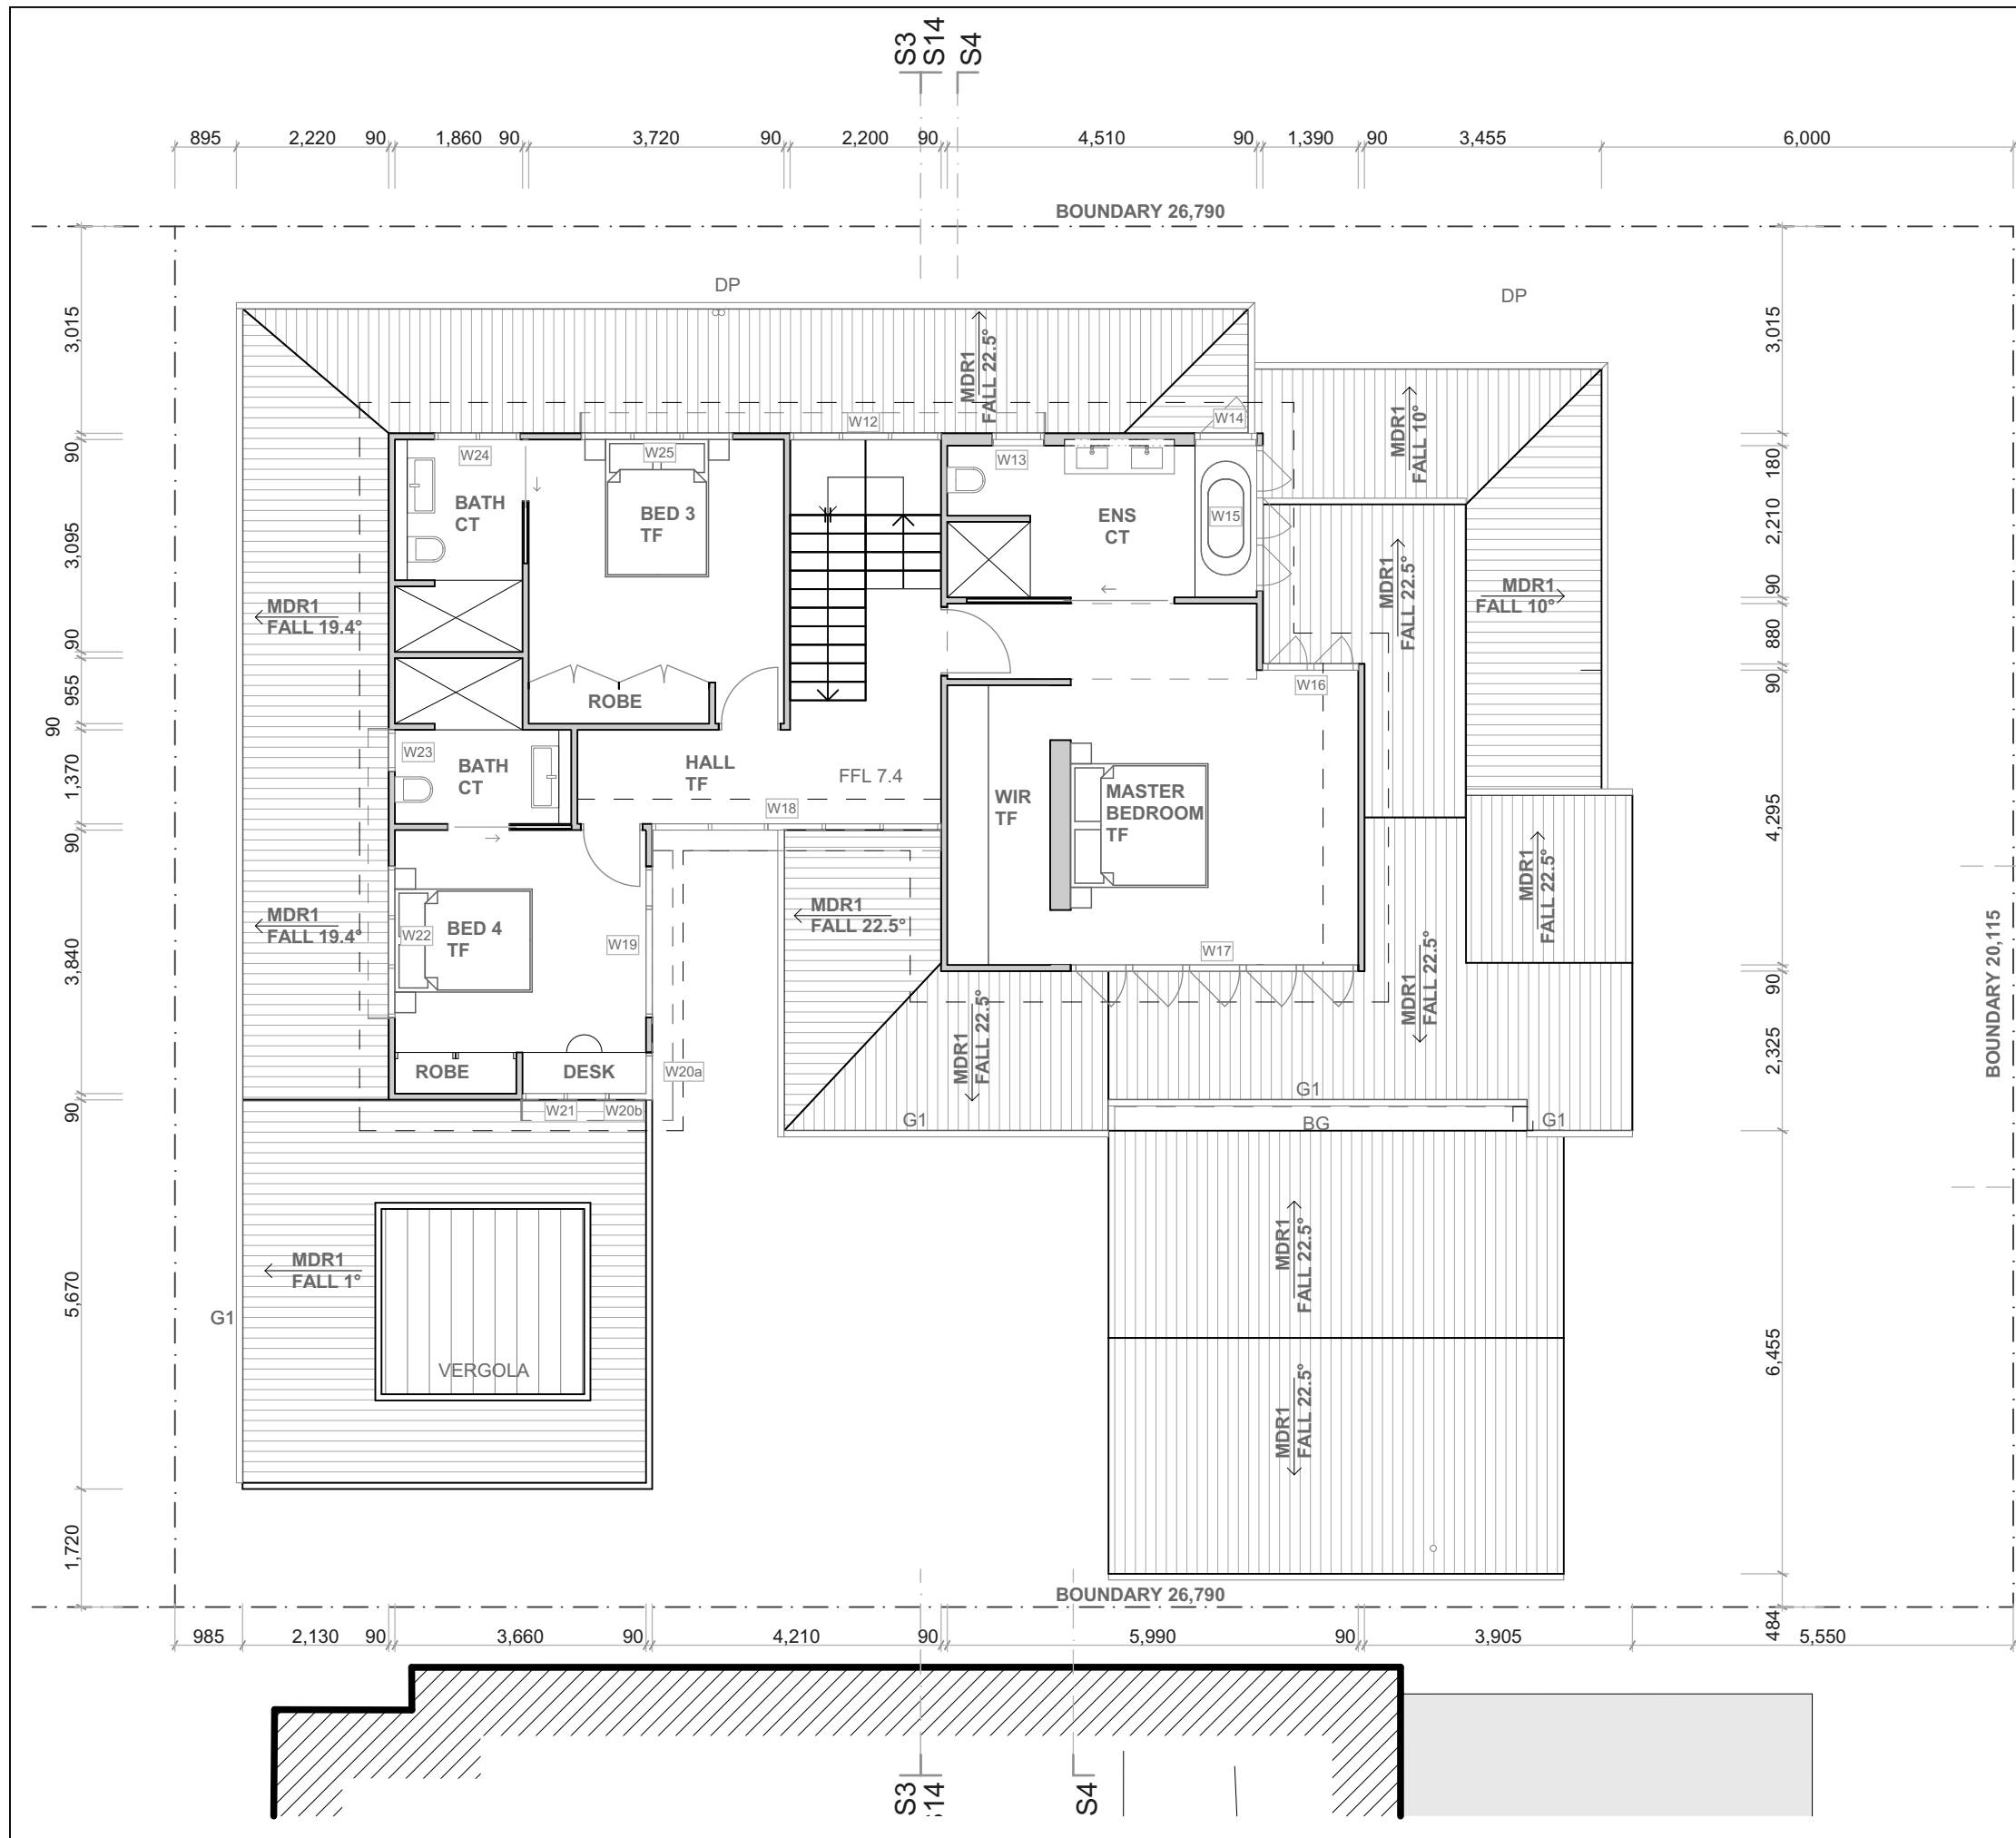 S3
S14
S4
895 2,220 90 1,860 90 3,720 90 2,200 90 4,510 90 1,390 90 3,455 6,000
BOUNDARY 26,790
DP
DP
3,015
90
3,095
90
955
90
1,370
90
3,840
90
5,670
1,720
3,015
180
2,210
90
880
90
4,295
90
2,325
6,455
484
BOUNDARY 20,115
MDR1
FALL 22.5°
MDR1
FALL 10°
W12
W14
W24
W25
W13
W15
BATH
CT
BED 3
TF
ENS
CT
MDR1
FALL 22.5°
MDR1
FALL 10°
MDR1
FALL 19.4°
ROBE
W16
W23
BATH
CT
HALL
TF
FFL 7.4
W18
WIR
TF
MASTER
BEDROOM
TF
MDR1
FALL 22.5°
MDR1
FALL 19.4°
W22
BED 4
TF
W19
MDR1
FALL 22.5°
W17
MDR1
FALL 22.5°
MDR1
FALL 22.5°
ROBE
DESK
W20a
W21
W20b
G1
G1
BG
G1
MDR1
FALL 1°
G1
VERGOLA
MDR1
FALL 22.5°
MDR1
FALL 22.5°
BOUNDARY 26,790
985 2,130 90 3,660 90 4,210 90 5,990 90 3,905 5,550
S3
S14
S4